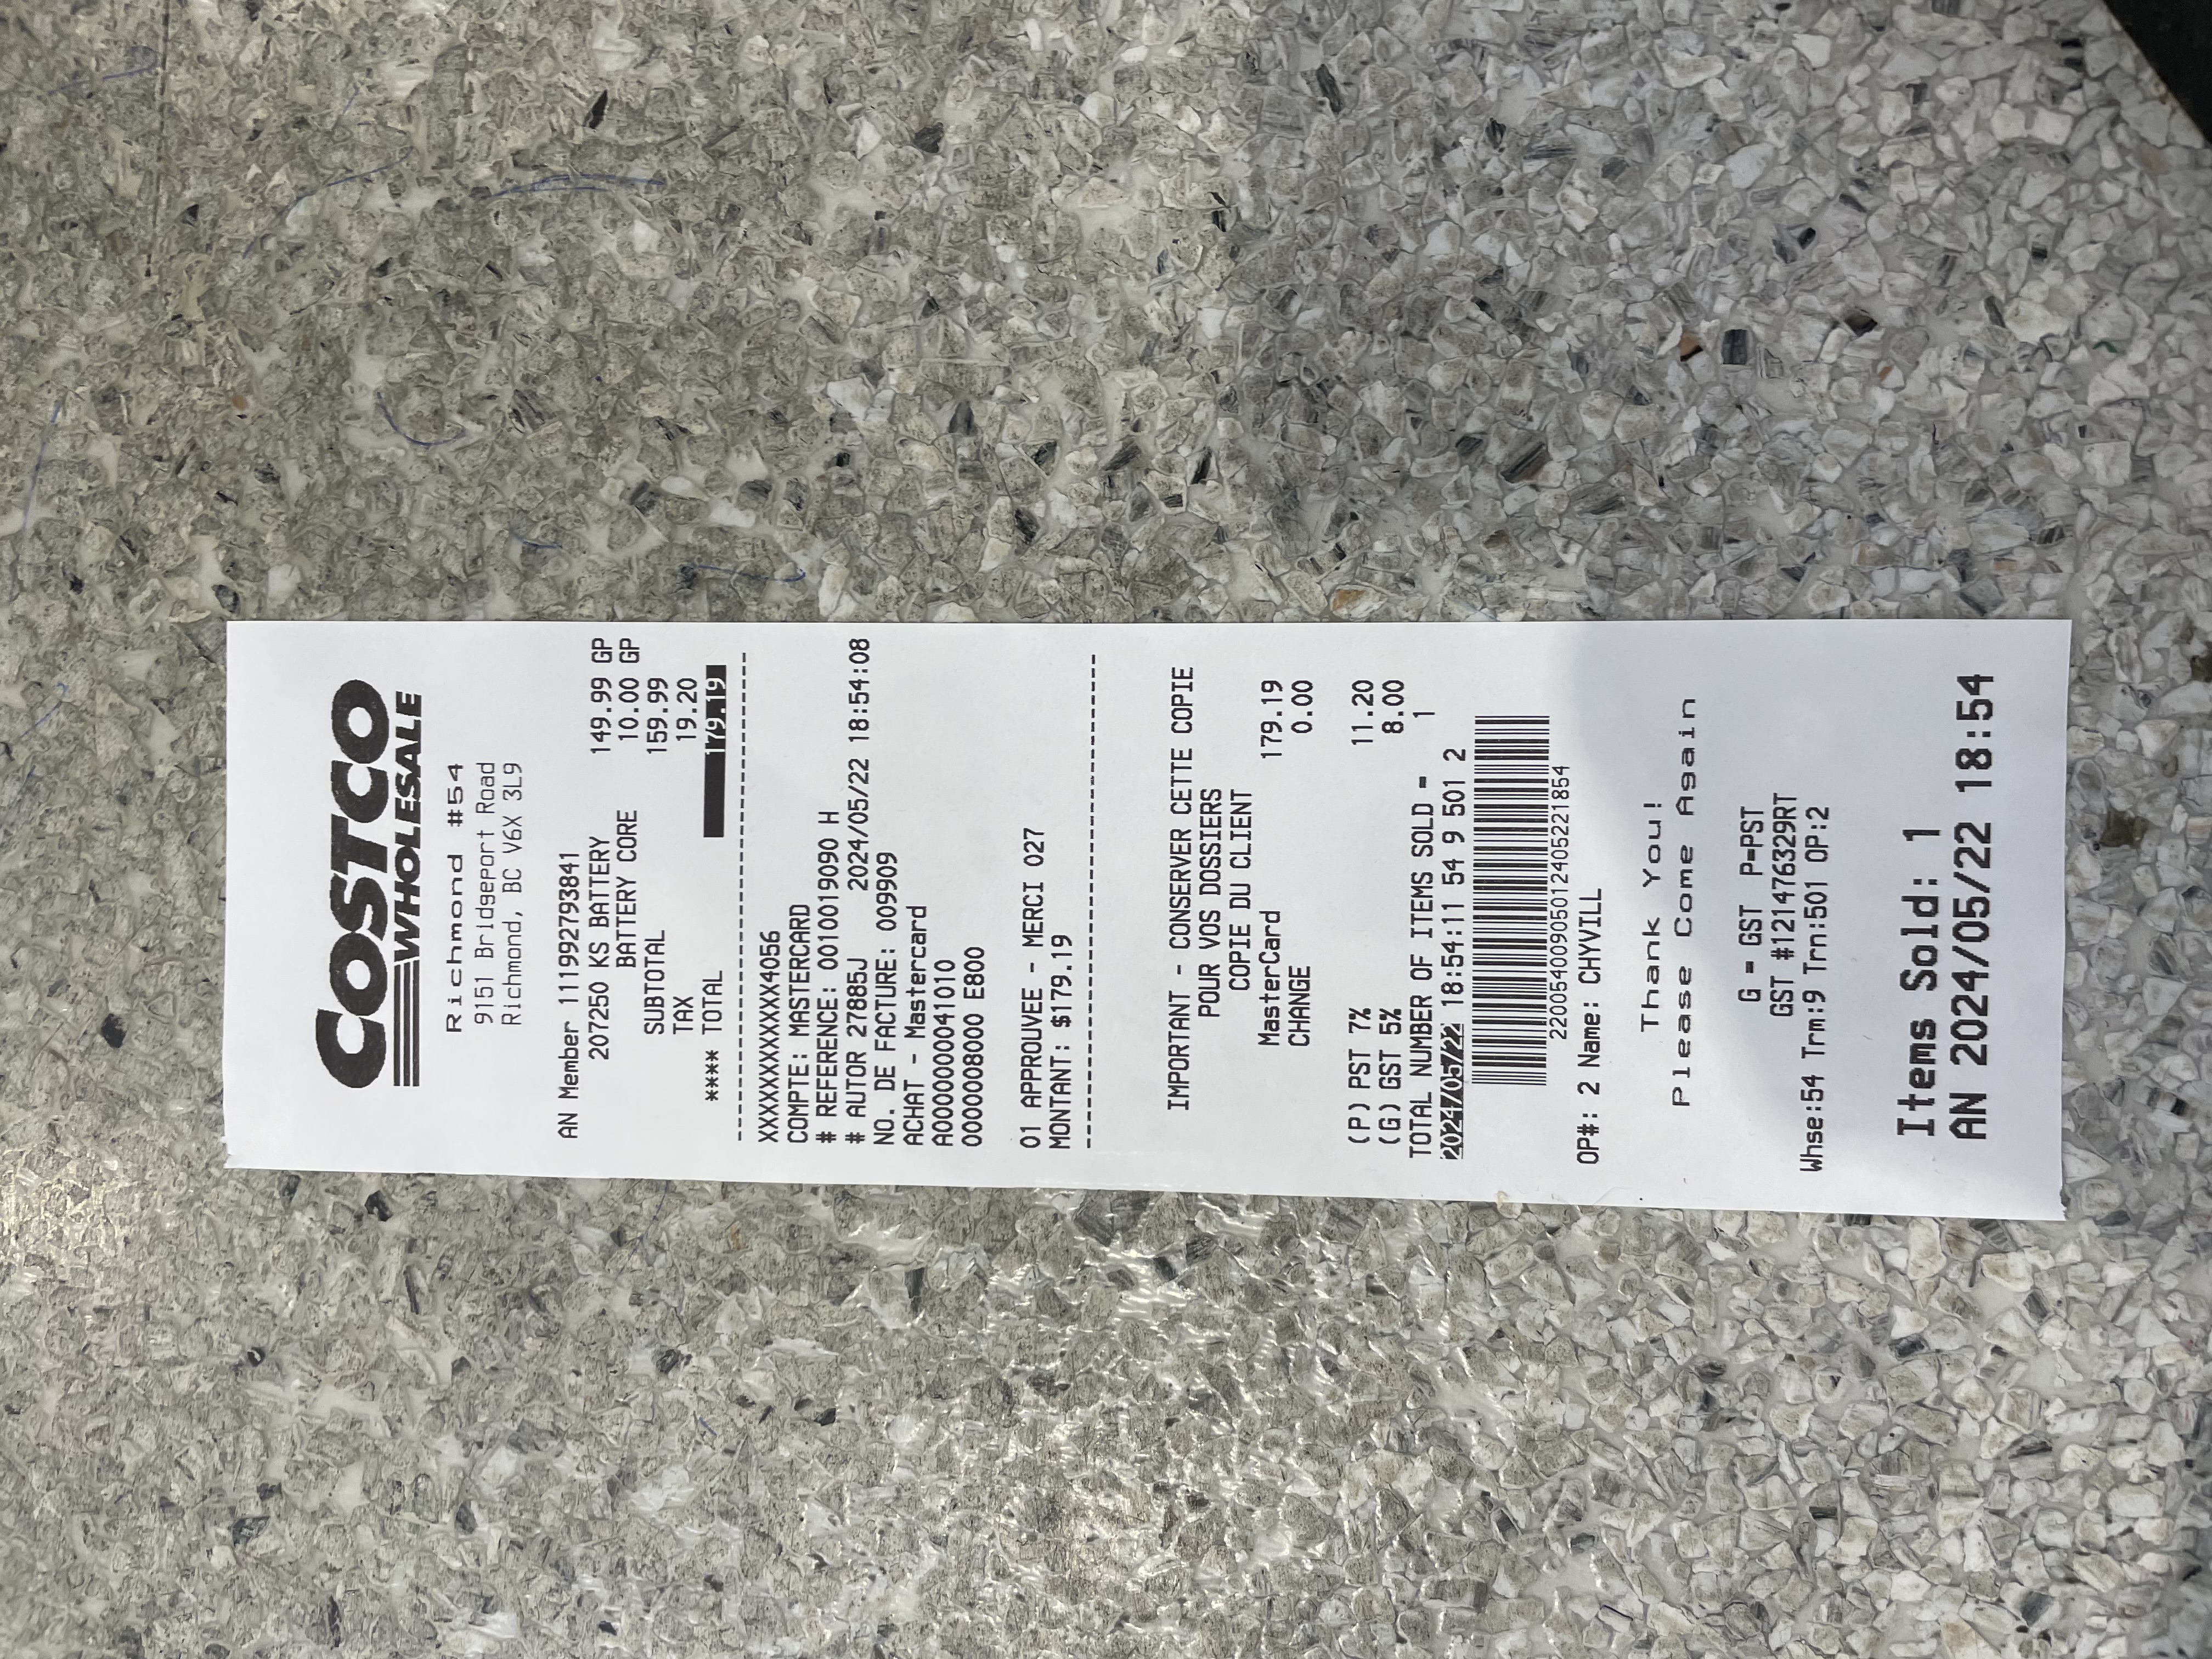 COSTCO
WHOLESALE
Richmond #54
9151 Bridgeport Road
Richmond, BC V6X 3L9
AN Member 111992793841
207250 KS BATTERY 149.99 GP
BATTERY CORE 10.00 GP
SUBTOTAL 159.99
TAX 19.20
**** TOTAL 179.19
XXXXXXXXXXXX4056
COMPTE: MASTERCARD
# REFERENCE: 0010019090 H
# AUTOR 27885J 2024/05/22 18:54:08
NO. DE FACTURE: 009909
ACHAT - Mastercard
A0000000041010
0000008000 E800
01 APPROUVEE - MERCI 027
MONTANT: $179.19
IMPORTANT - CONSERVER CETTE COPIE
POUR VOS DOSSIERS
COPIE DU CLIENT
MasterCard 179.19
CHANGE 0.00
(P) PST 7% 11.20
(G) GST 5% 8.00
TOTAL NUMBER OF ITEMS SOLD = 1
2024/05/22 18:54:11 54 9 501 2
22005400905012405221854
OP#: 2 Name: CHYVILL
Thank You!
Please Come Again
G = GST P=PST
GST #121476329RT
Whse:54 Trm:9 Trn:501 OP:2
Items Sold: 1
AN 2024/05/22 18:54